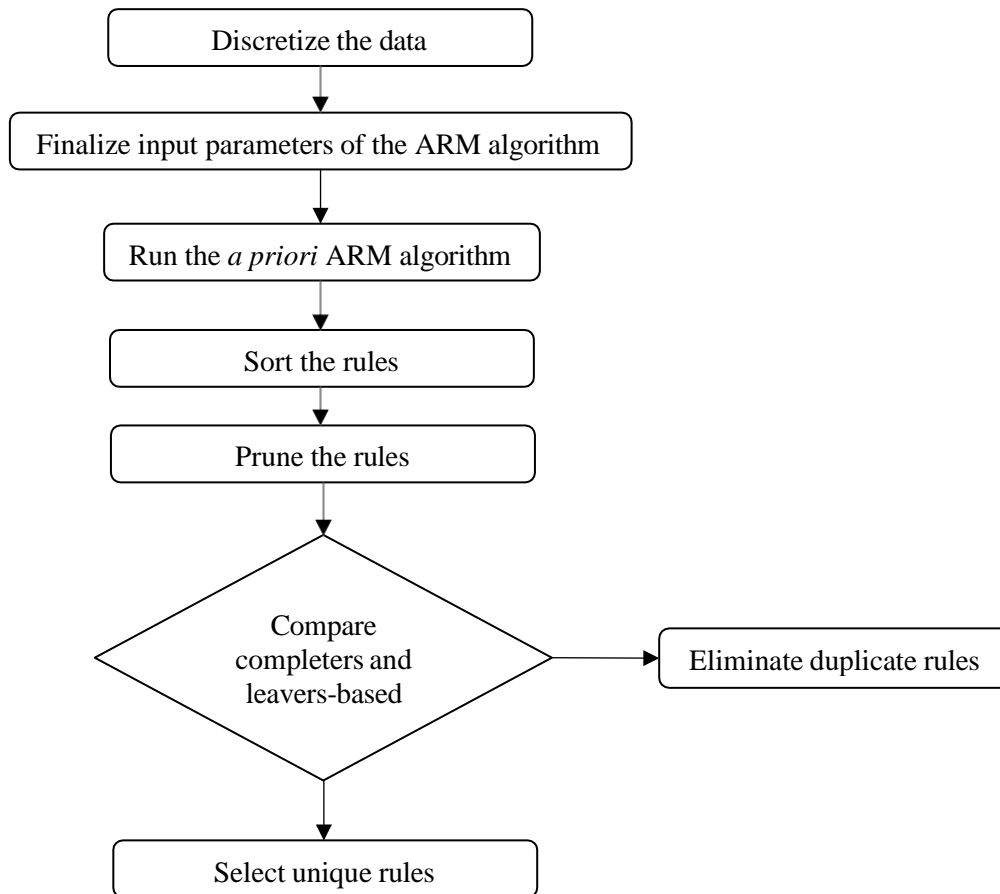 Discretize the data
Finalize input parameters of the ARM algorithm
Run the a priori ARM algorithm
Sort the rules
Prune the rules
Compare
completers and
leavers-based
Eliminate duplicate rules
Select unique rules